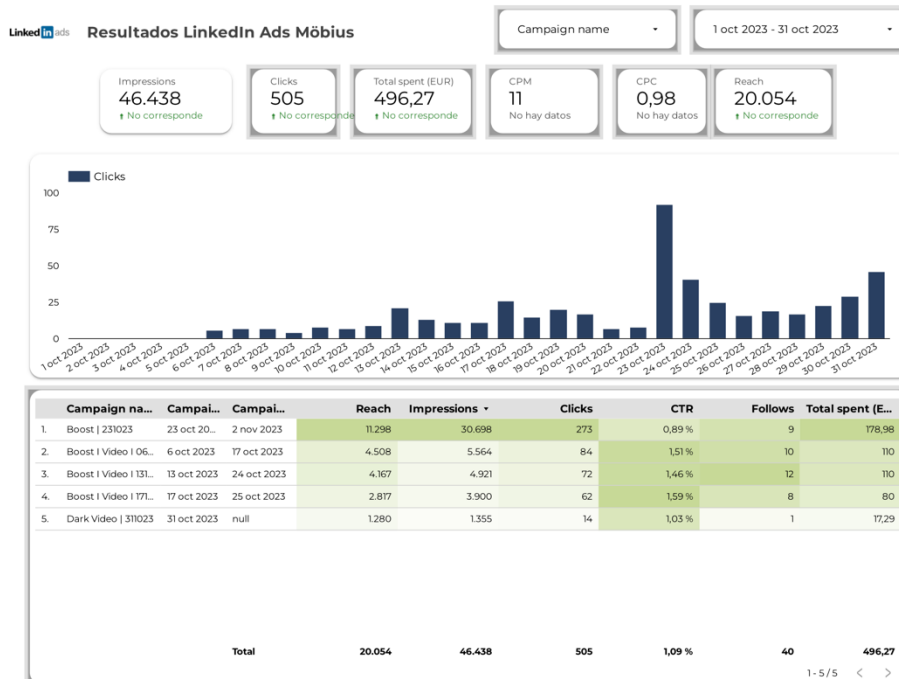 Linked in ads
Resultados LinkedIn Ads Möbius
Campaign name
1 oct 2023 - 31 oct 2023
Impressions
46.438
No corresponde
Clicks
505
No corresponde
Total spent (EUR)
496,27
No corresponde
CPM
11
No hay datos
CPC
0,98
No hay datos
Reach
20.054
No corresponde
Clicks
100
75
50
25
0
1 oct 2023
2 oct 2023
3 oct 2023
4 oct 2023
5 oct 2023
6 oct 2023
7 oct 2023
8 oct 2023
9 oct 2023
10 oct 2023
11 oct 2023
12 oct 2023
13 oct 2023
14 oct 2023
15 oct 2023
16 oct 2023
17 oct 2023
18 oct 2023
19 oct 2023
20 oct 2023
21 oct 2023
22 oct 2023
23 oct 2023
24 oct 2023
25 oct 2023
26 oct 2023
27 oct 2023
28 oct 2023
29 oct 2023
30 oct 2023
31 oct 2023
Campaign na... Campai... Campai... Reach Impressions Clicks CTR Follows Total spent (E...
1. Boost | 231023 23 oct 20... 2 nov 2023 11.298 30.698 273 0,89 % 9 178,98
2. Boost I Video I 06... 6 oct 2023 17 oct 2023 4.508 5.564 84 1,51 % 10 110
3. Boost I Video I 131... 13 oct 2023 24 oct 2023 4.167 4.921 72 1,46 % 12 110
4. Boost I Video I 171... 17 oct 2023 25 oct 2023 2.817 3.900 62 1,59 % 8 80
5. Dark Video | 311023 31 oct 2023 null 1.280 1.355 14 1,03 % 1 17,29
Total 20.054 46.438 505 1,09 % 40 496,27
1 - 5 / 5